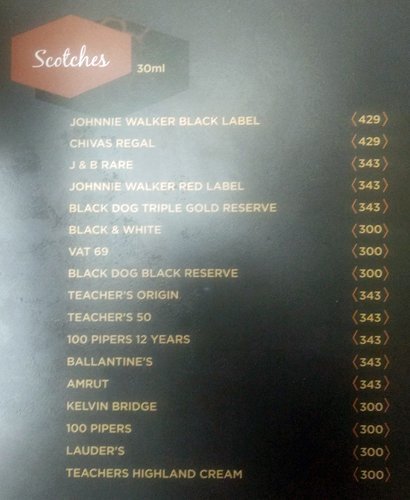 Scotches 30ml
JOHNNIE WALKER BLACK LABEL 〈429〉
CHIVAS REGAL 〈429〉
J & B RARE 〈343〉
JOHNNIE WALKER RED LABEL 〈343〉
BLACK DOG TRIPLE GOLD RESERVE 〈343〉
BLACK & WHITE 〈300〉
VAT 69 〈300〉
BLACK DOG BLACK RESERVE 〈300〉
TEACHER'S ORIGIN 〈343〉
TEACHER'S 50 〈343〉
100 PIPERS 12 YEARS 〈343〉
BALLANTINE'S 〈343〉
AMRUT 〈343〉
KELVIN BRIDGE 〈300〉
100 PIPERS 〈300〉
LAUDER'S 〈300〉
TEACHERS HIGHLAND CREAM 〈300〉